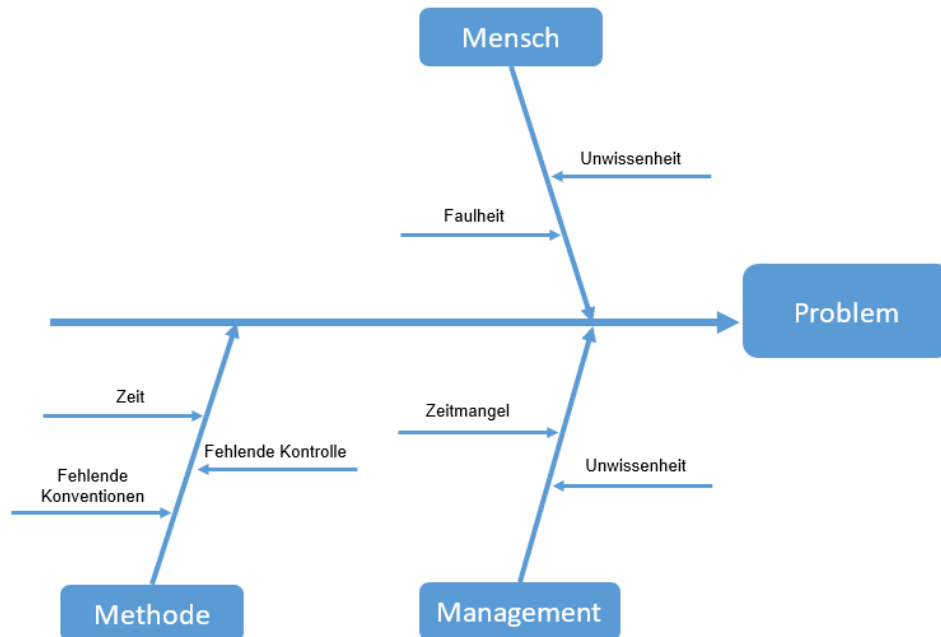 Mensch
Unwissenheit
Faulheit
Problem
Zeit
Zeitmangel
Fehlende Kontrolle
Fehlende
Konventionen
Unwissenheit
Methode
Management